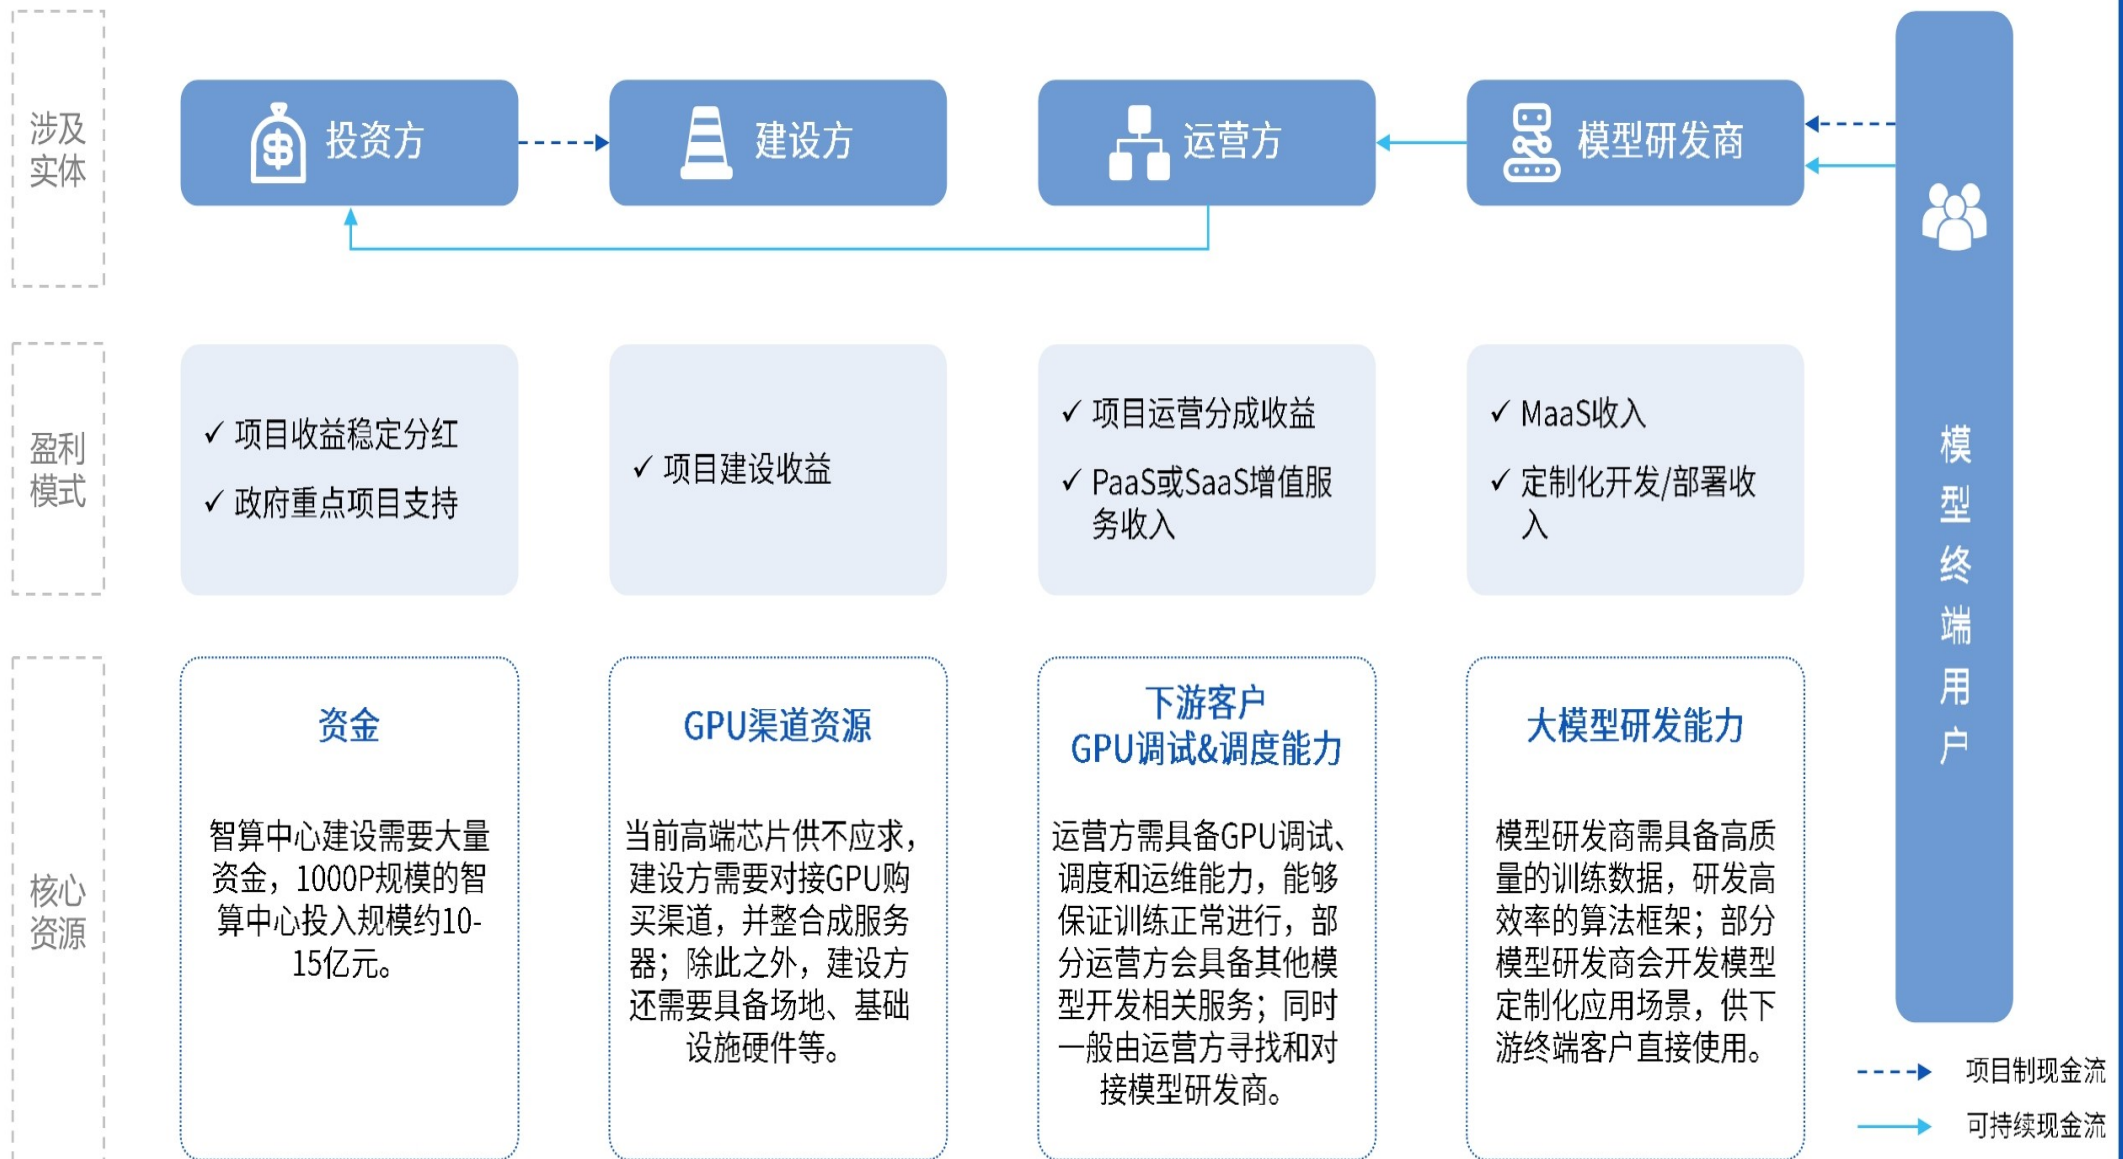 涉及
实体
投资方
建设方
运营方
模型研发商
盈利
模式
✓ 项目收益稳定分红
✓ 政府重点项目支持
✓ 项目建设收益
✓ 项目运营分成收益
✓ PaaS或SaaS增值服
务收入
✓ MaaS收入
✓ 定制化开发/部署收
入
核心
资源
资金
智算中心建设需要大量
资金，1000P规模的智
算中心投入规模约10-
15亿元。
GPU渠道资源
当前高端芯片供不应求，
建设方需要对接GPU购
买渠道，并整合成服务
器；除此之外，建设方
还需要具备场地、基础
设施硬件等。
下游客户
GPU调试&调度能力
运营方需具备GPU调试、
调度和运维能力，能够
保证训练正常进行，部
分运营方会具备其他模
型开发相关服务；同时
一般由运营方寻找和对
接模型研发商。
大模型研发能力
模型研发商需具备高质
量的训练数据，研发高
效率的算法框架；部分
模型研发商会开发模型
定制化应用场景，供下
游终端客户直接使用。
模型终端用户
项目制现金流
可持续现金流